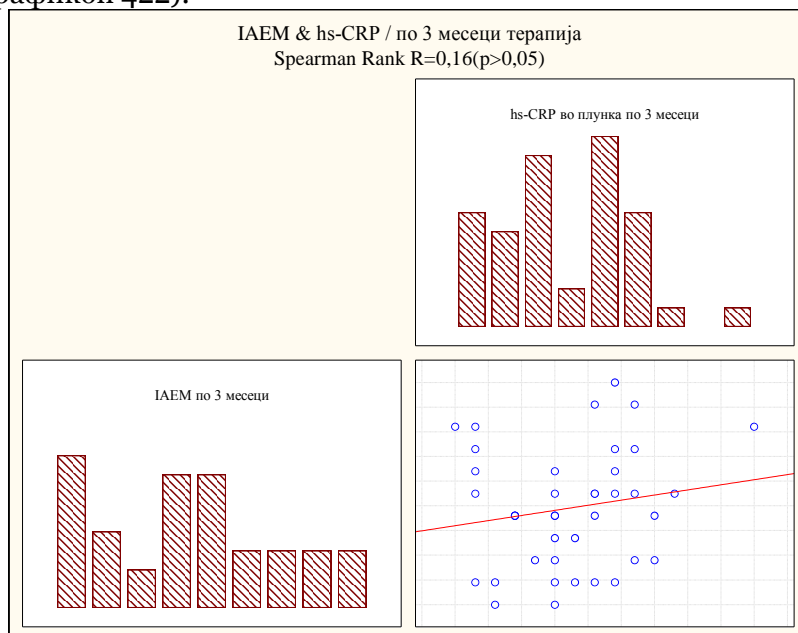 IAEM & hs-CRP / по 3 месеци терапија
Spearman Rank R=0,16(p>0,05)
hs-CRP во плунка по 3 месеци
IAEM по 3 месеци